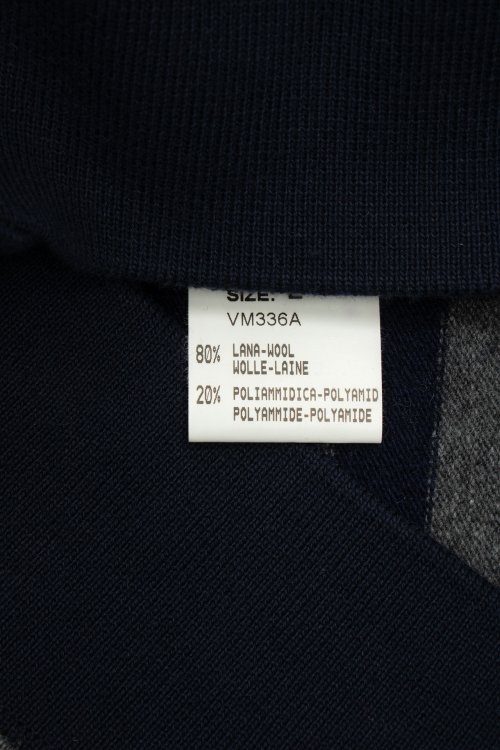 SIZE:
VM336A
80% LANA-WOOL
WOLLE-LAINE
20% POLIAMMIDICA-POLYAMID
POLYAMMIDE-POLYAMIDE